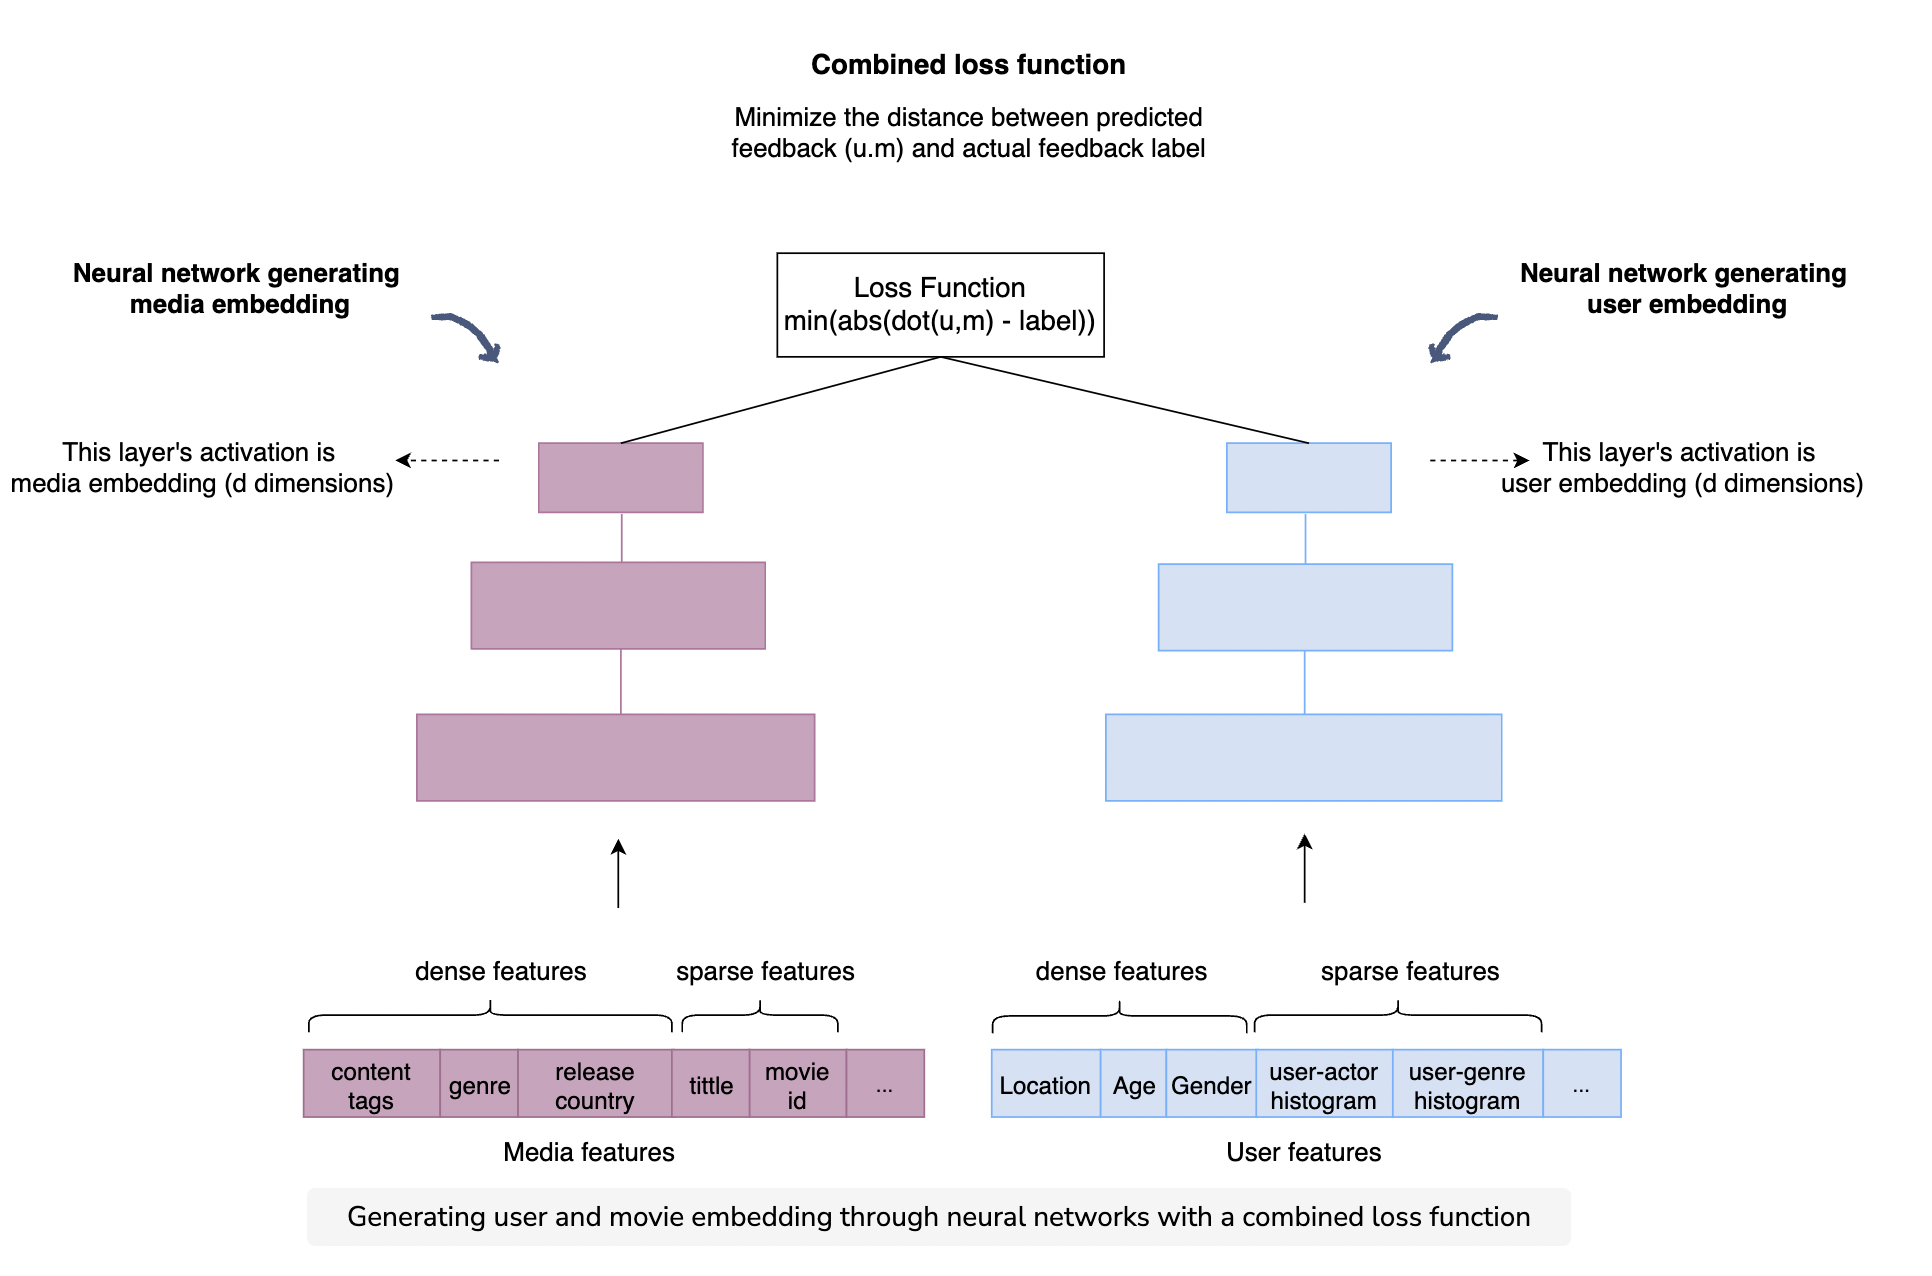 Combined loss function
Minimize the distance between predicted
feedback (u.m) and actual feedback label
Neural network generating
media embedding
Loss Function
min(abs(dot(u,m) - label))
Neural network generating
user embedding
This layer's activation is
media embedding (d dimensions)
This layer's activation is
user embedding (d dimensions)
dense features
sparse features
dense features
sparse features
content
tags
genre
release
country
tittle
movie
id
...
Location
Age
Gender
user-actor
histogram
user-genre
histogram
...
Media features
User features
Generating user and movie embedding through neural networks with a combined loss function